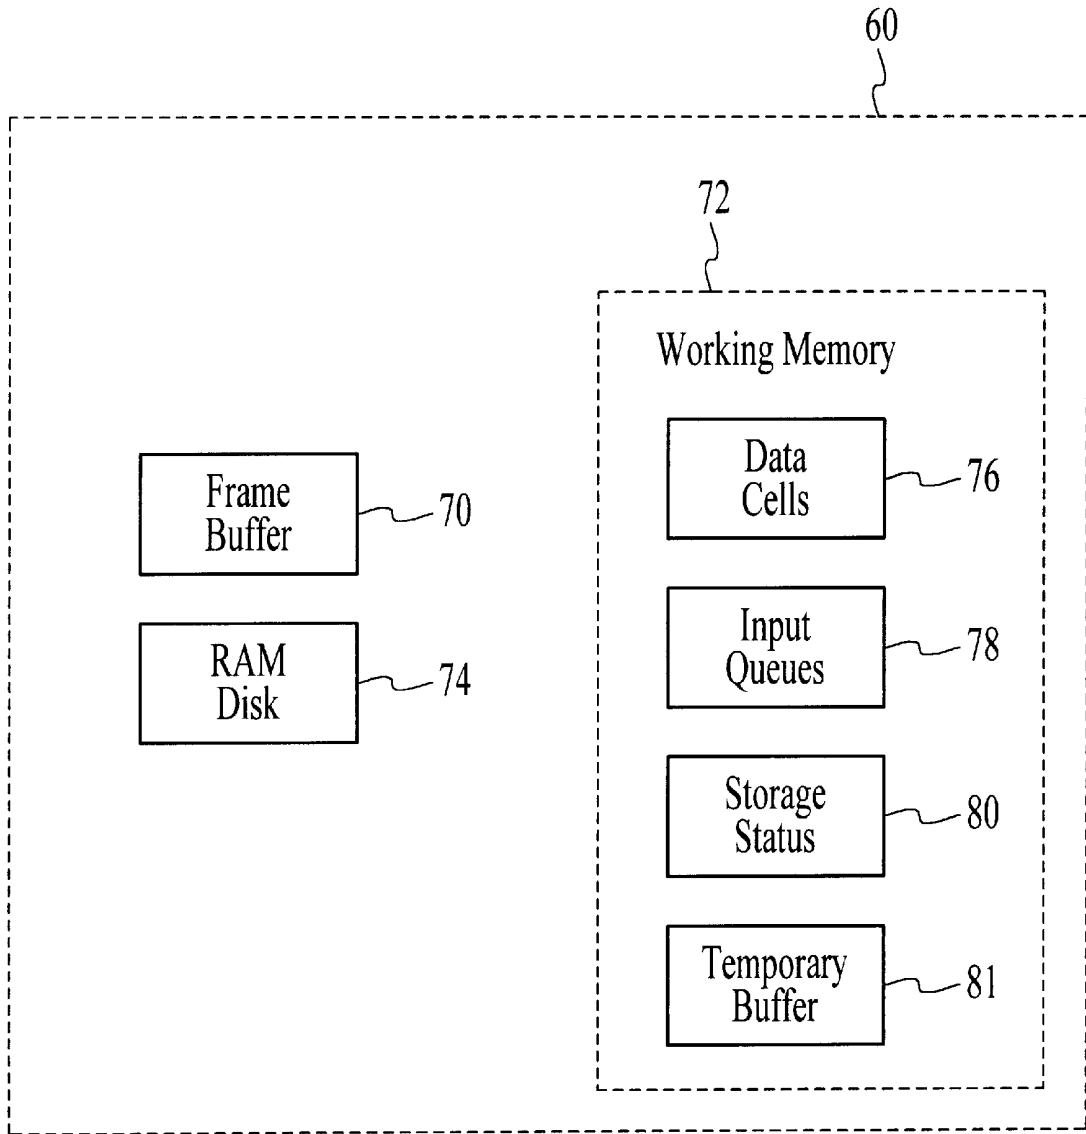 60
72
Working Memory
Data
Cells
76
Frame
Buffer
70
Input
Queues
78
RAM
Disk
74
Storage
Status
80
Temporary
Buffer
81